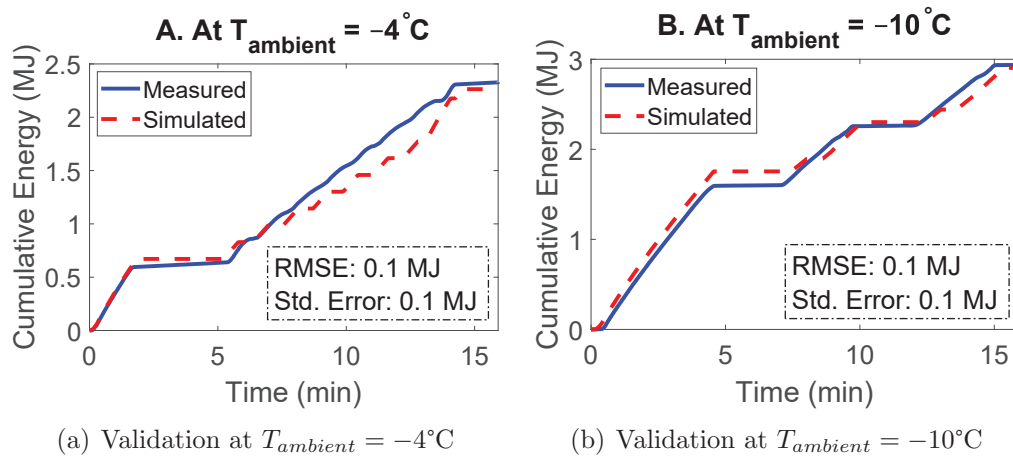 A. At T_ambient = −4°C
Cumulative Energy (MJ)
2.5
2
1.5
1
0.5
0
Measured
Simulated
RMSE: 0.1 MJ
Std. Error: 0.1 MJ
0 5 10 15
Time (min)
(a) Validation at T_ambient = −4°C
B. At T_ambient = −10°C
Cumulative Energy (MJ)
3
2
1
0
Measured
Simulated
RMSE: 0.1 MJ
Std. Error: 0.1 MJ
0 5 10 15
Time (min)
(b) Validation at T_ambient = −10°C